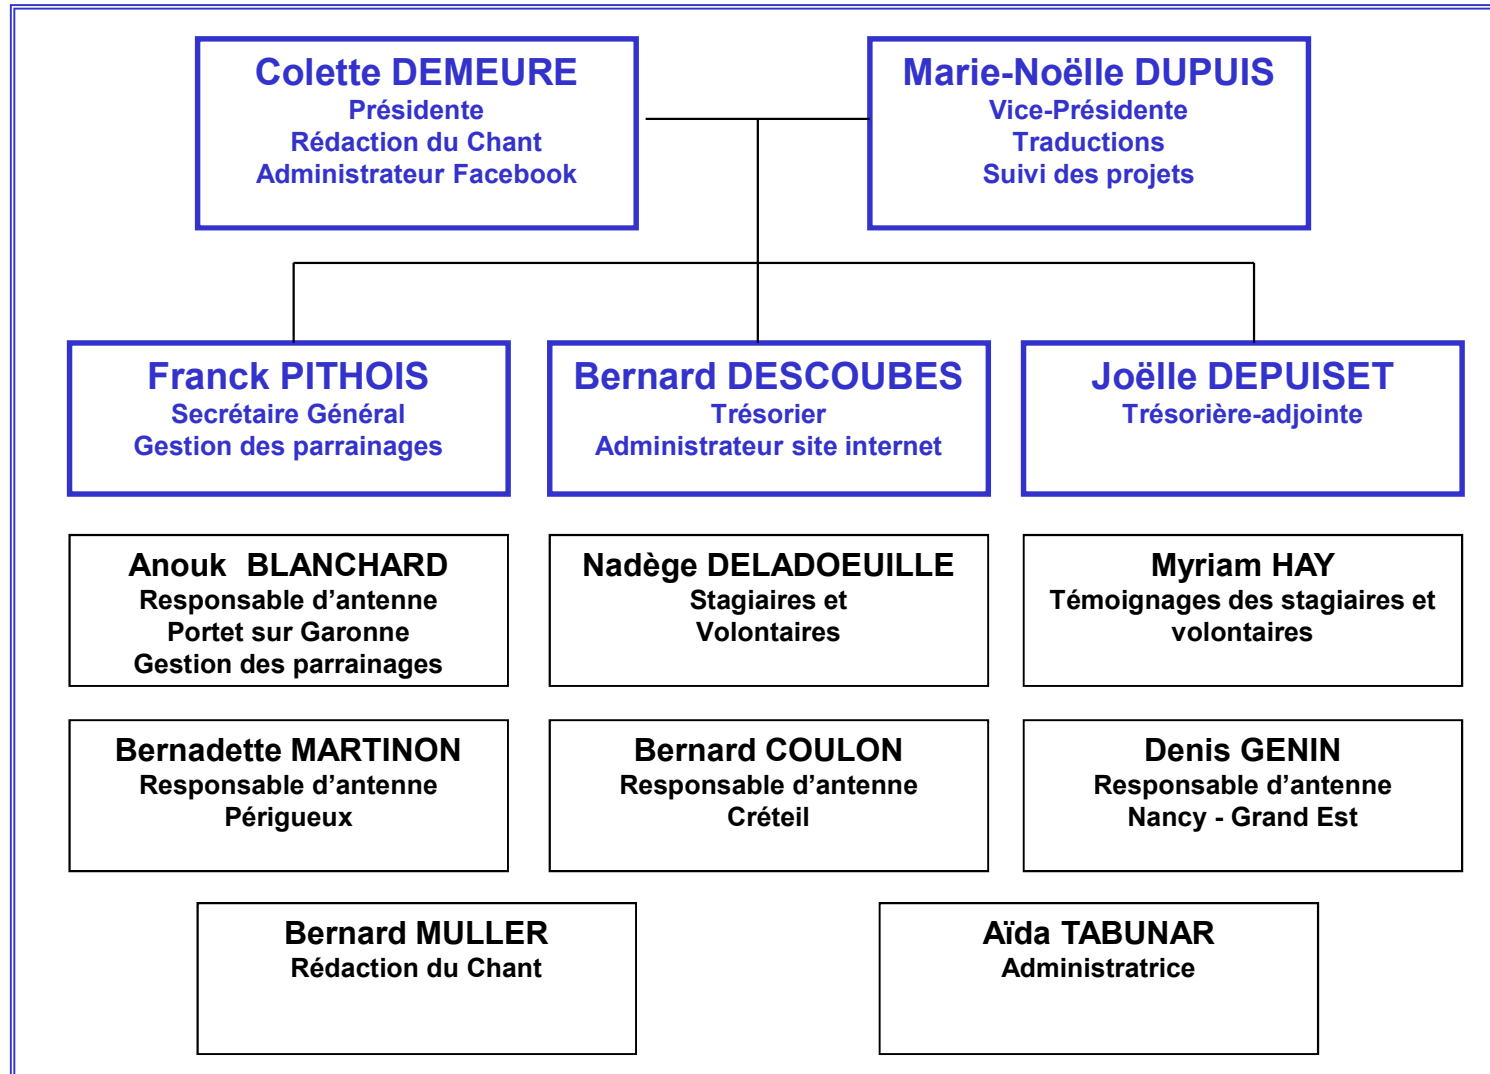 Colette DEMEURE
Présidente
Rédaction du Chant
Administrateur Facebook
Marie-Noëlle DUPUIS
Vice-Présidente
Traductions
Suivi des projets
Franck PITHOIS
Secrétaire Général
Gestion des parrainages
Bernard DESCOUBES
Trésorier
Administrateur site internet
Joëlle DEPUISET
Trésorière-adjointe
Anouk BLANCHARD
Responsable d’antenne
Portet sur Garonne
Gestion des parrainages
Nadège DELADOEUILLE
Stagiaires et
Volontaires
Myriam HAY
Témoignages des stagiaires et
volontaires
Bernadette MARTINON
Responsable d’antenne
Périgueux
Bernard COULON
Responsable d’antenne
Créteil
Denis GENIN
Responsable d’antenne
Nancy - Grand Est
Bernard MULLER
Rédaction du Chant
Aïda TABUNAR
Administratrice